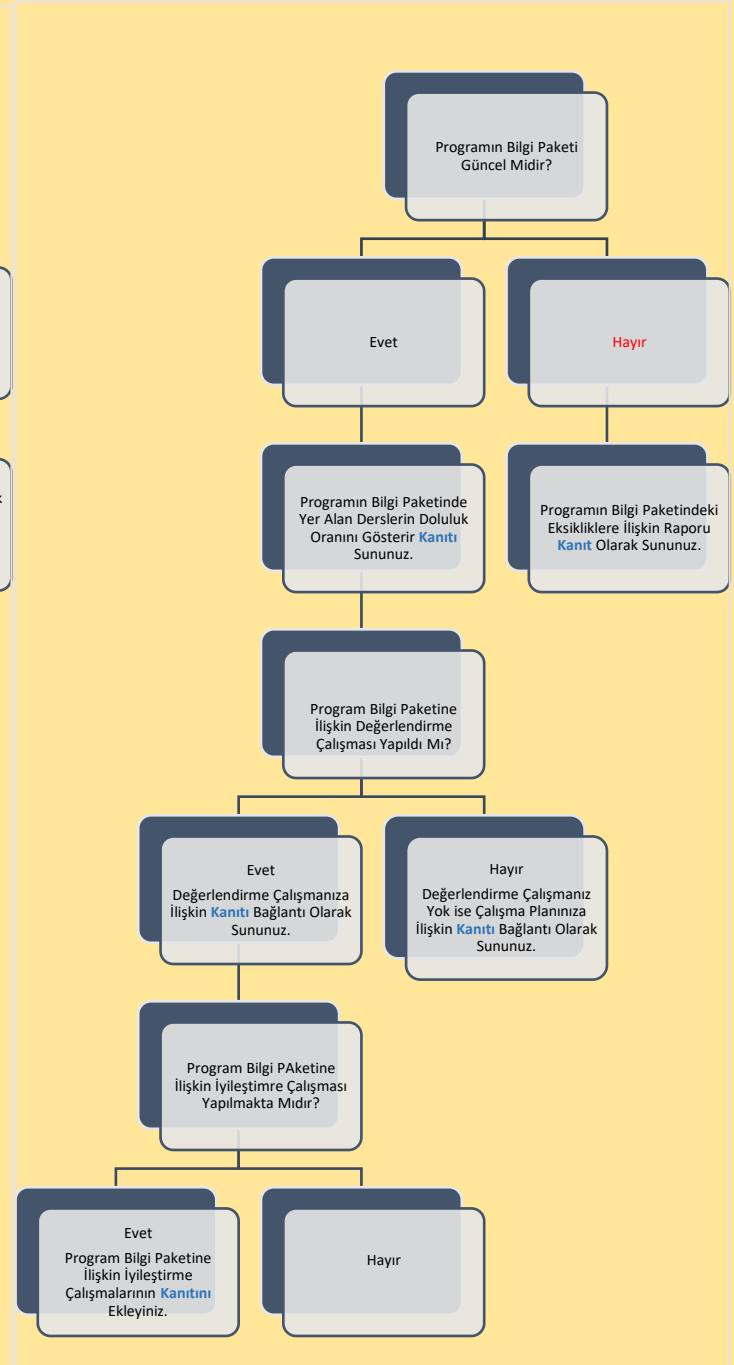 Programın Bilgi Paketi
Güncel Midir?
Evet
Hayır
Programın Bilgi Paketinde
Yer Alan Derslerin Doluluk
Oranını Gösterir Kanıtı
Sununuz.
Programın Bilgi Paketindeki
Eksikliklere İlişkin Raporu
Kanıt Olarak Sununuz.
Program Bilgi Paketine
İlişkin Değerlendirme
Çalışması Yapıldı Mı?
Evet
Değerlendirme Çalışmanıza
İlişkin Kanıtı Bağlantı Olarak
Sununuz.
Hayır
Değerlendirme Çalışmanız
Yok ise Çalışma Planınıza
İlişkin Kanıtı Bağlantı Olarak
Sununuz.
Program Bilgi PAketine
İlişkin İyileştimre Çalışması
Yapılmakta Mıdır?
Evet
Program Bilgi Paketine
İlişkin İyileştirme
Çalışmalarının Kanıtını
Ekleyiniz.
Hayır